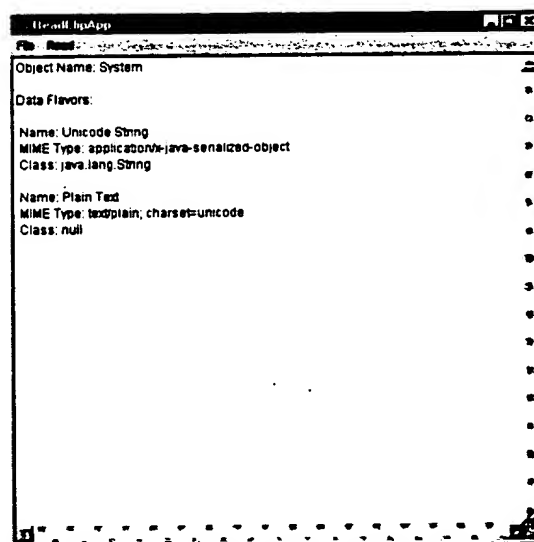 ReadClipApp
File Read
Object Name: System
Data Flavors:
Name: Unicode String
MIME Type: application/x-java-serialized-object
Class: java.lang.String
Name: Plain Text
MIME Type: text/plain; charset=unicode
Class: null